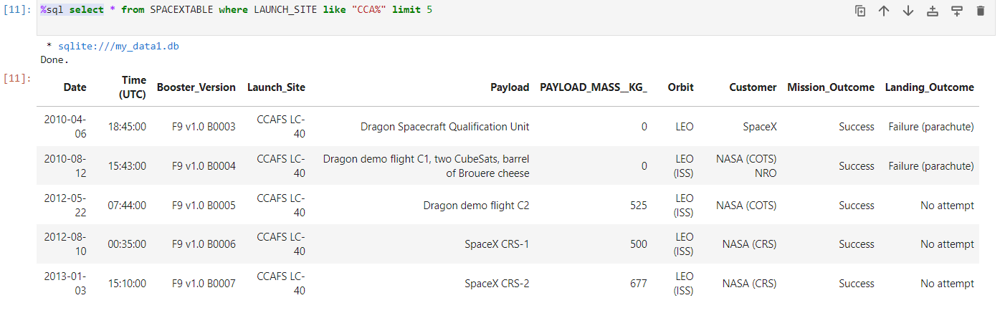 [11]: %sql select * from SPACEXTABLE where LAUNCH_SITE like "CCA%" limit 5
* sqlite:///my_data1.db
Done.
[11]:
Date Time (UTC) Booster_Version Launch_Site Payload PAYLOAD_MASS__KG_ Orbit Customer Mission_Outcome Landing_Outcome
2010-04-06 18:45:00 F9 v1.0 B0003 CCAFS LC-40 Dragon Spacecraft Qualification Unit 0 LEO SpaceX Success Failure (parachute)
2010-08-12 15:43:00 F9 v1.0 B0004 CCAFS LC-40 Dragon demo flight C1, two CubeSats, barrel of Brouere cheese 0 LEO (ISS) NASA (COTS) NRO Success Failure (parachute)
2012-05-22 07:44:00 F9 v1.0 B0005 CCAFS LC-40 Dragon demo flight C2 525 LEO (ISS) NASA (COTS) Success No attempt
2012-08-10 00:35:00 F9 v1.0 B0006 CCAFS LC-40 SpaceX CRS-1 500 LEO (ISS) NASA (CRS) Success No attempt
2013-01-03 15:10:00 F9 v1.0 B0007 CCAFS LC-40 SpaceX CRS-2 677 LEO (ISS) NASA (CRS) Success No attempt